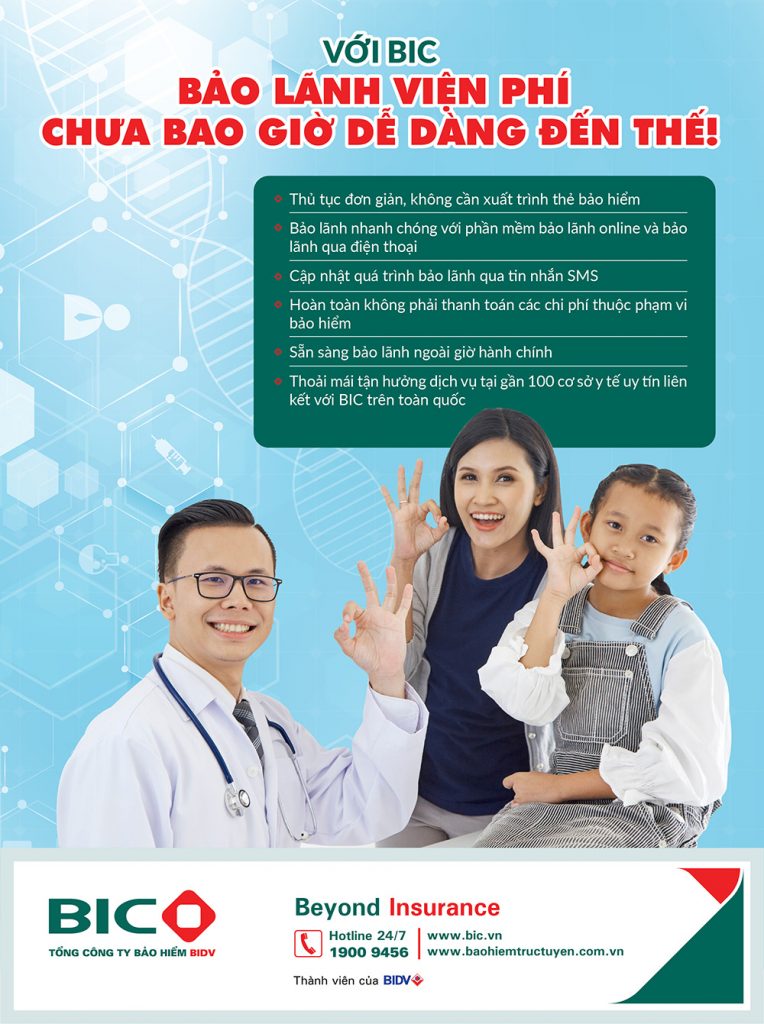 VỚI BIC
BẢO LÃNH VIỆN PHÍ
CHƯA BAO GIỜ DỄ DÀNG ĐẾN THẾ!
Thủ tục đơn giản, không cần xuất trình thẻ bảo hiểm
Bảo lãnh nhanh chóng với phần mềm bảo lãnh online và bảo
lãnh qua điện thoại
Cập nhật quá trình bảo lãnh qua tin nhắn SMS
Hoàn toàn không phải thanh toán các chi phí thuộc phạm vi
bảo hiểm
Sẵn sàng bảo lãnh ngoài giờ hành chính
Thoải mái tận hưởng dịch vụ tại gần 100 cơ sở y tế uy tín liên
kết với BIC trên toàn quốc
BIC
TỔNG CÔNG TY BẢO HIỂM BIDV
Beyond Insurance
Hotline 24/7
1900 9456
www.bic.vn
www.baohiemtructuyen.com.vn
Thành viên của BIDV